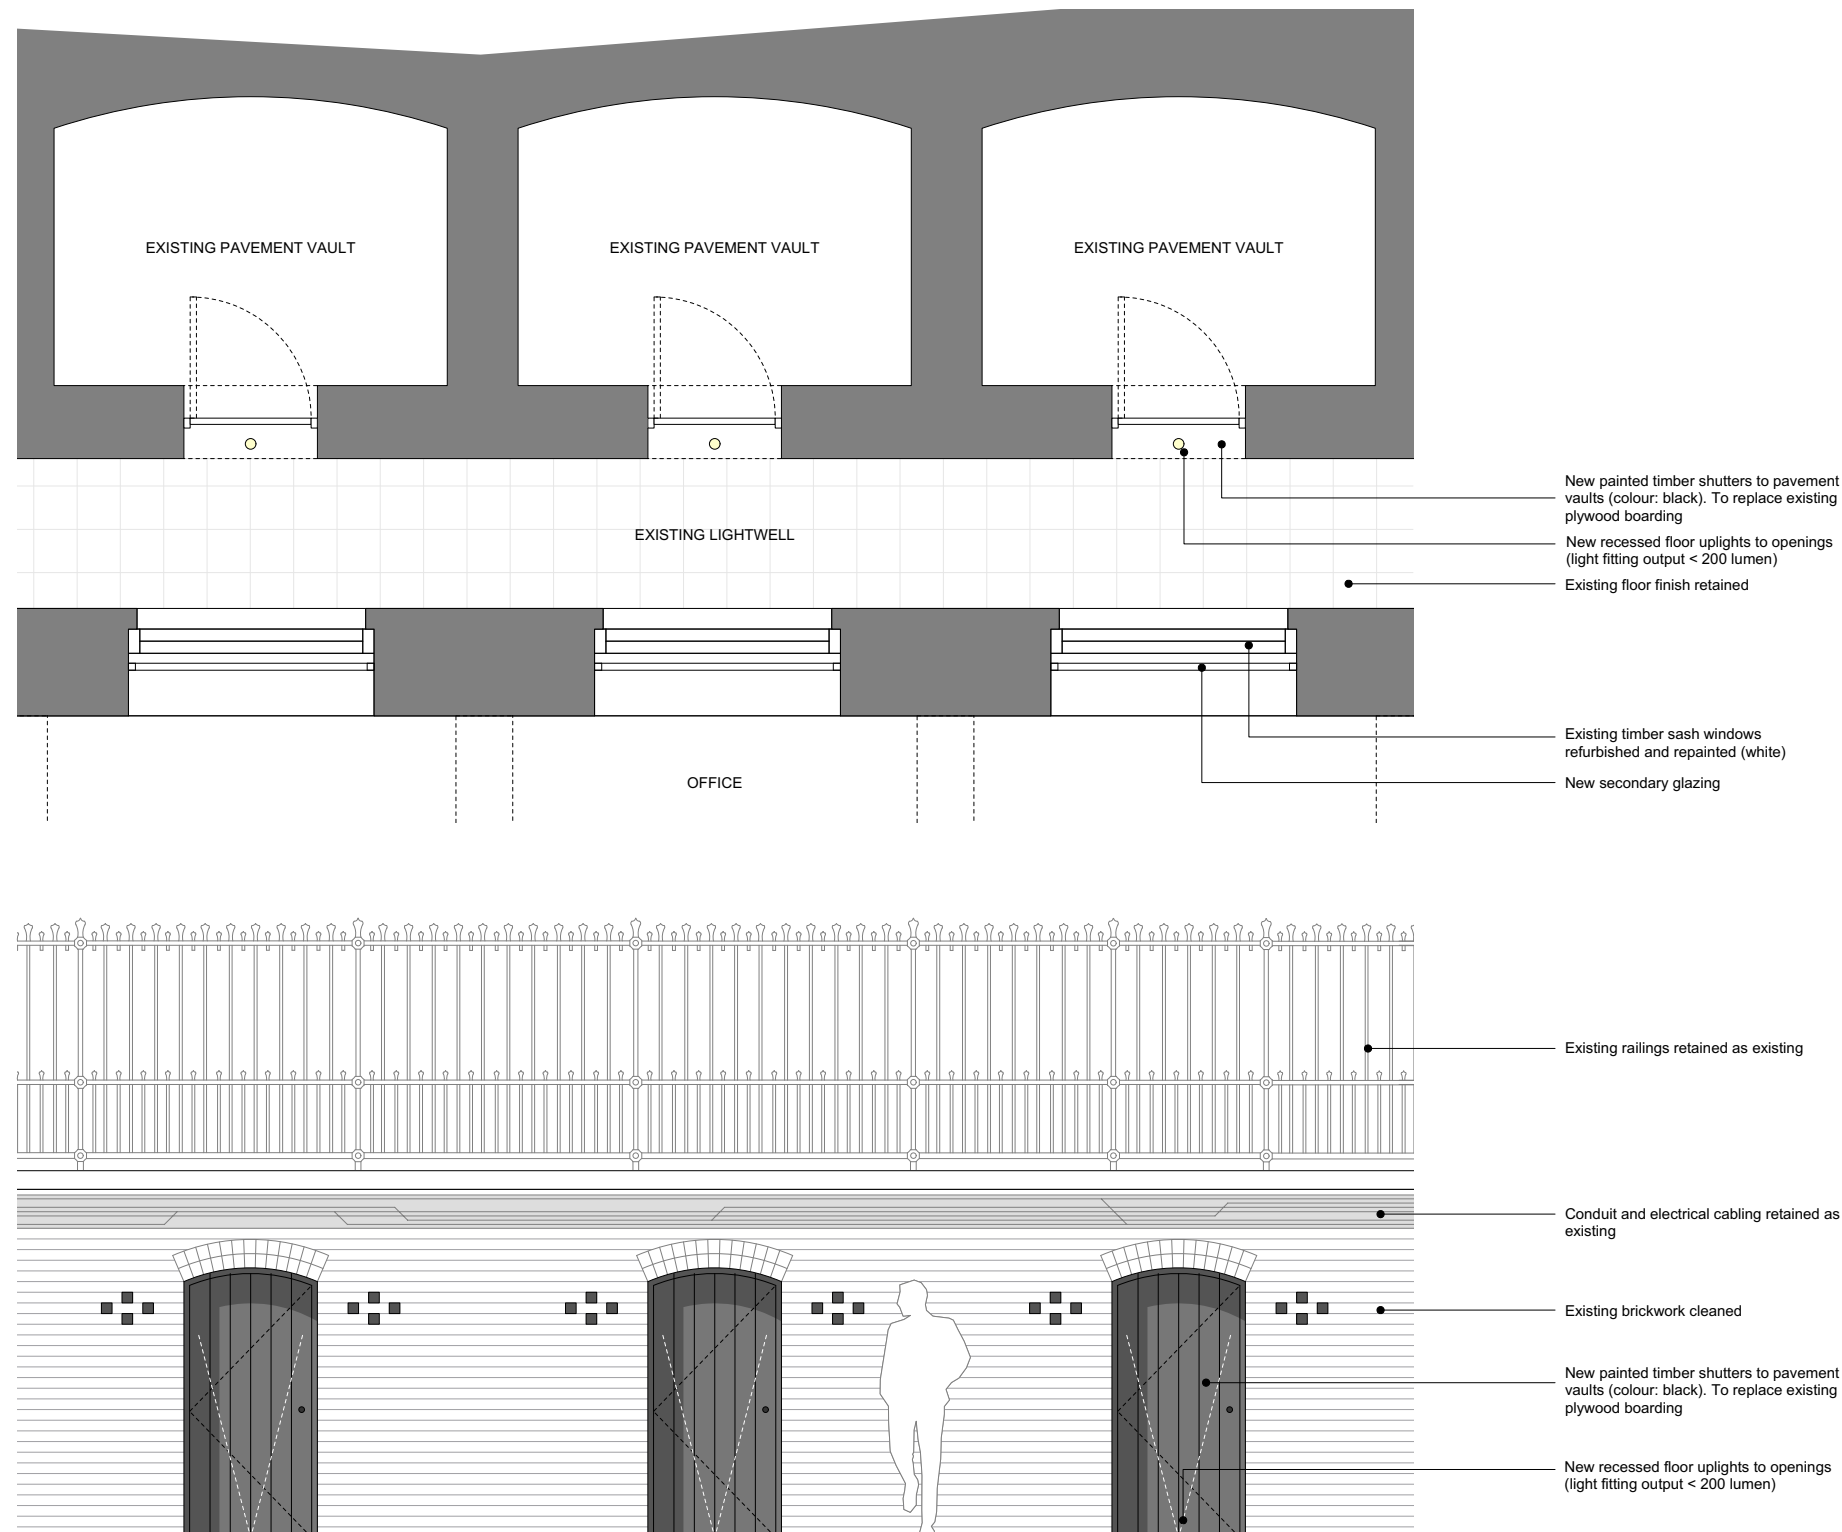 EXISTING PAVEMENT VAULT
EXISTING PAVEMENT VAULT
EXISTING PAVEMENT VAULT
New painted timber shutters to pavement
vaults (colour: black). To replace existing
plywood boarding
EXISTING LIGHTWELL
New recessed floor uplights to openings
(light fitting output < 200 lumen)
Existing floor finish retained
Existing timber sash windows
refurbished and repainted (white)
OFFICE
New secondary glazing
Existing railings retained as existing
Conduit and electrical cabling retained as
existing
Existing brickwork cleaned
New painted timber shutters to pavement
vaults (colour: black). To replace existing
plywood boarding
New recessed floor uplights to openings
(light fitting output < 200 lumen)